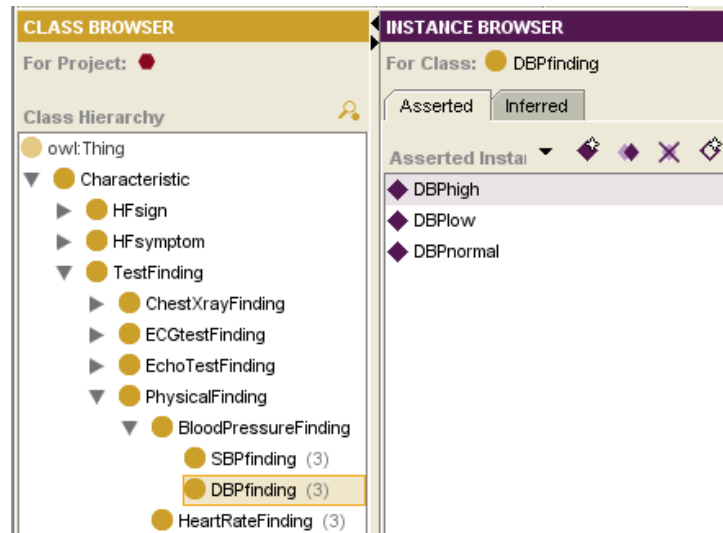 CLASS BROWSER
For Project:
Class Hierarchy
owl:Thing
Characteristic
HFsign
HFsymptom
TestFinding
ChestXrayFinding
ECGtestFinding
EchoTestFinding
PhysicalFinding
BloodPressureFinding
SBPfinding (3)
DBPfinding (3)
HeartRateFinding (3)
INSTANCE BROWSER
For Class: DBPfinding
Asserted Inferred
Asserted Instai
DBPhigh
DBPlow
DBPnormal